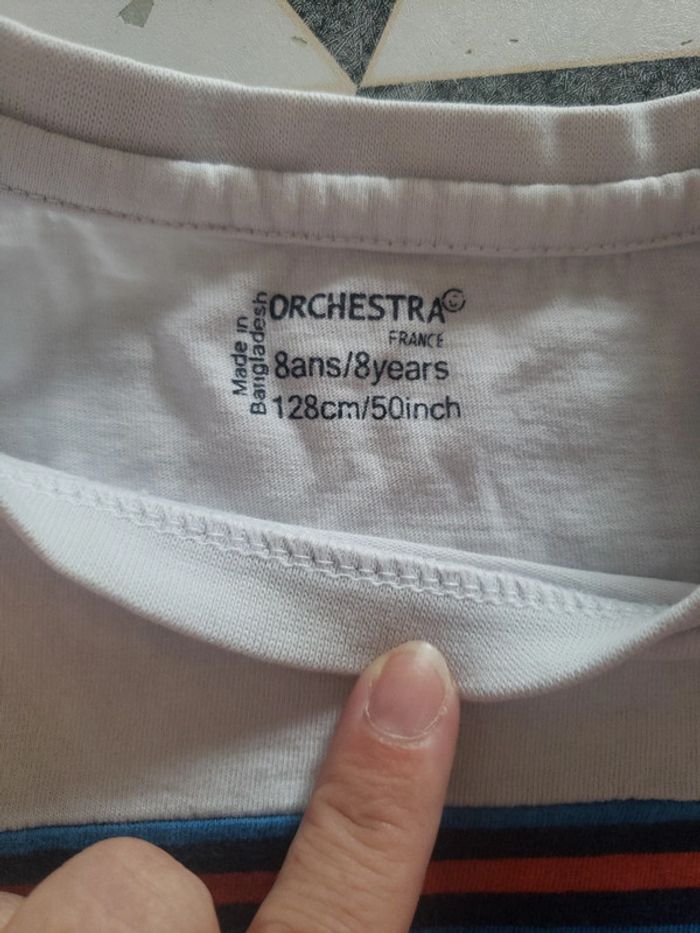 ORCHESTRA
FRANCE
8ans/8years
128cm/50inch
Made in
Bangladesh